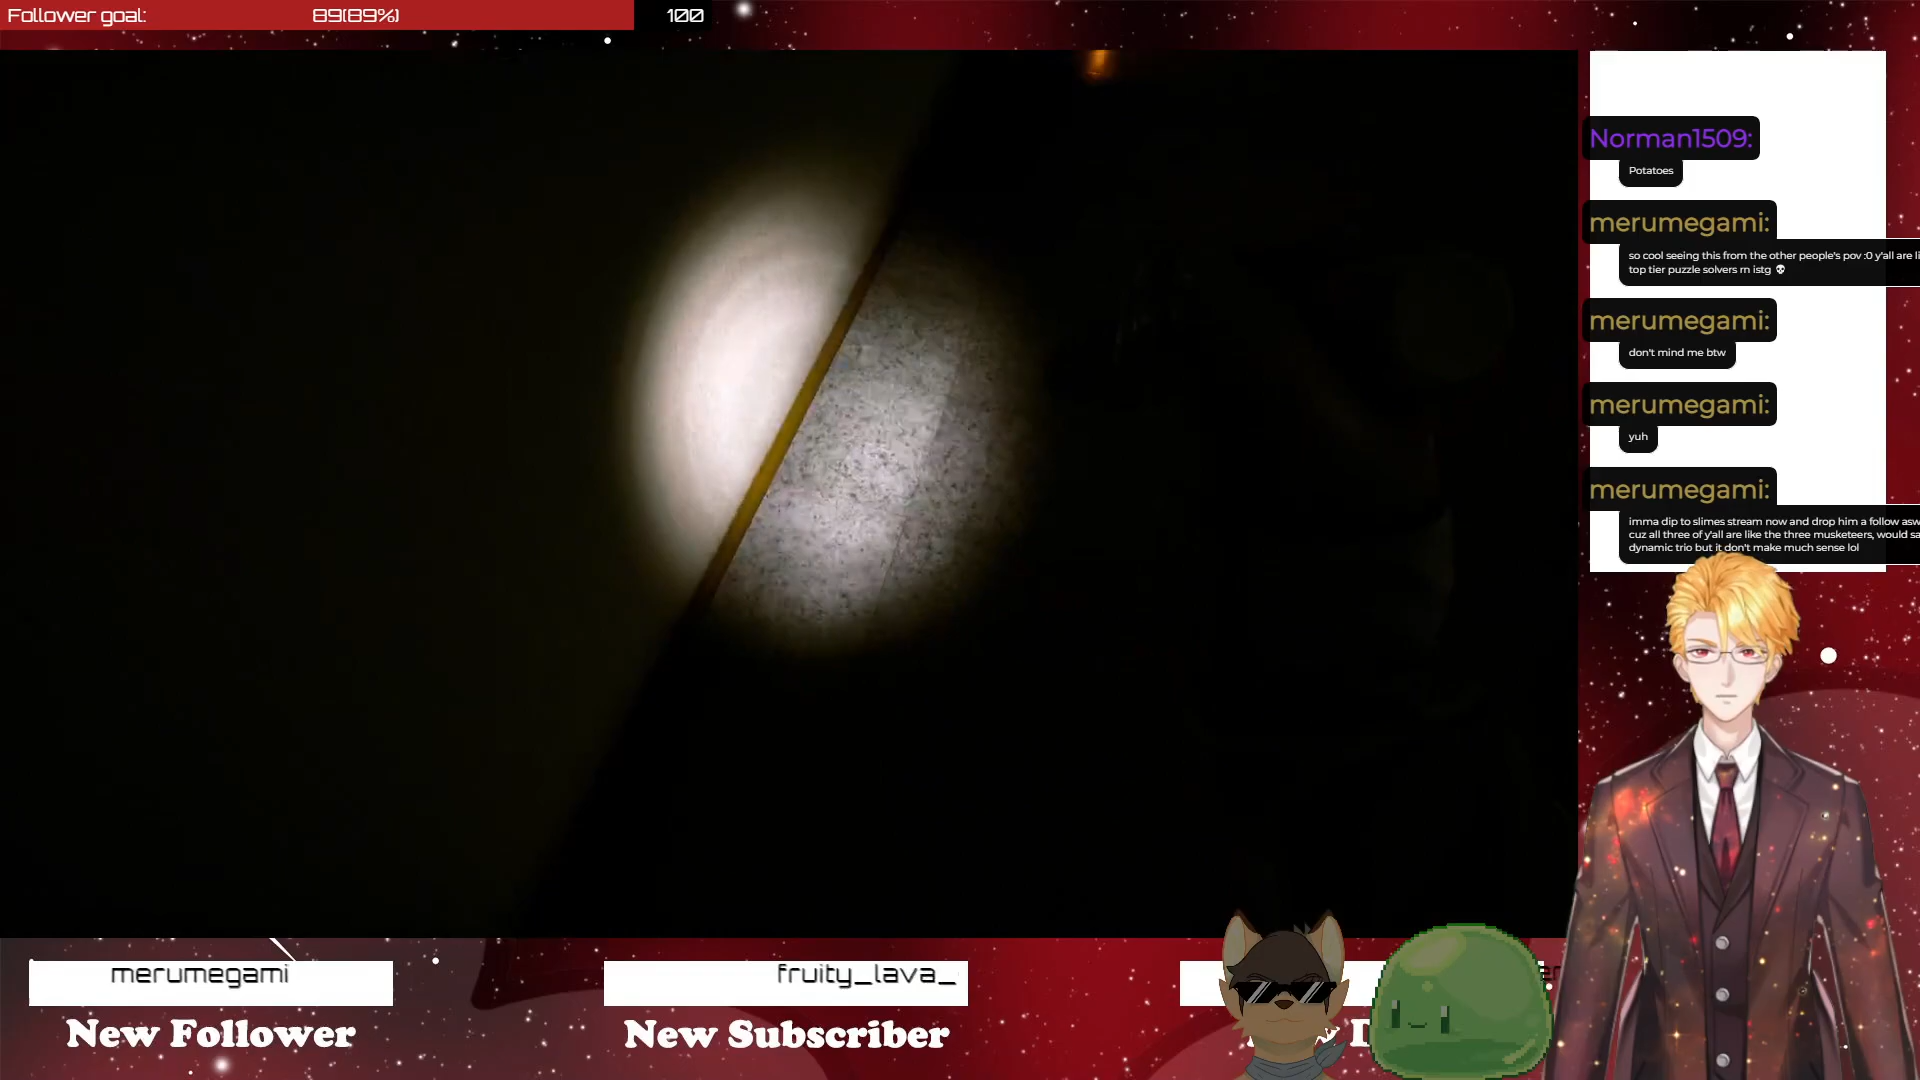 Follower goal: 89(89%) 100
Norman1509:
Potatoes
merumegami:
so cool seeing this from the other people's pov :0 y'all are li
top tier puzzle solvers rn istg 💀
merumegami:
don't mind me btw
merumegami:
yuh
merumegami:
imma dip to slimes stream now and drop him a follow asw
cuz all three of y'all are like the three musketeers, would sa
dynamic trio but it don't make much sense lol
merumegami
New Follower
fruity_lava_
New Subscriber